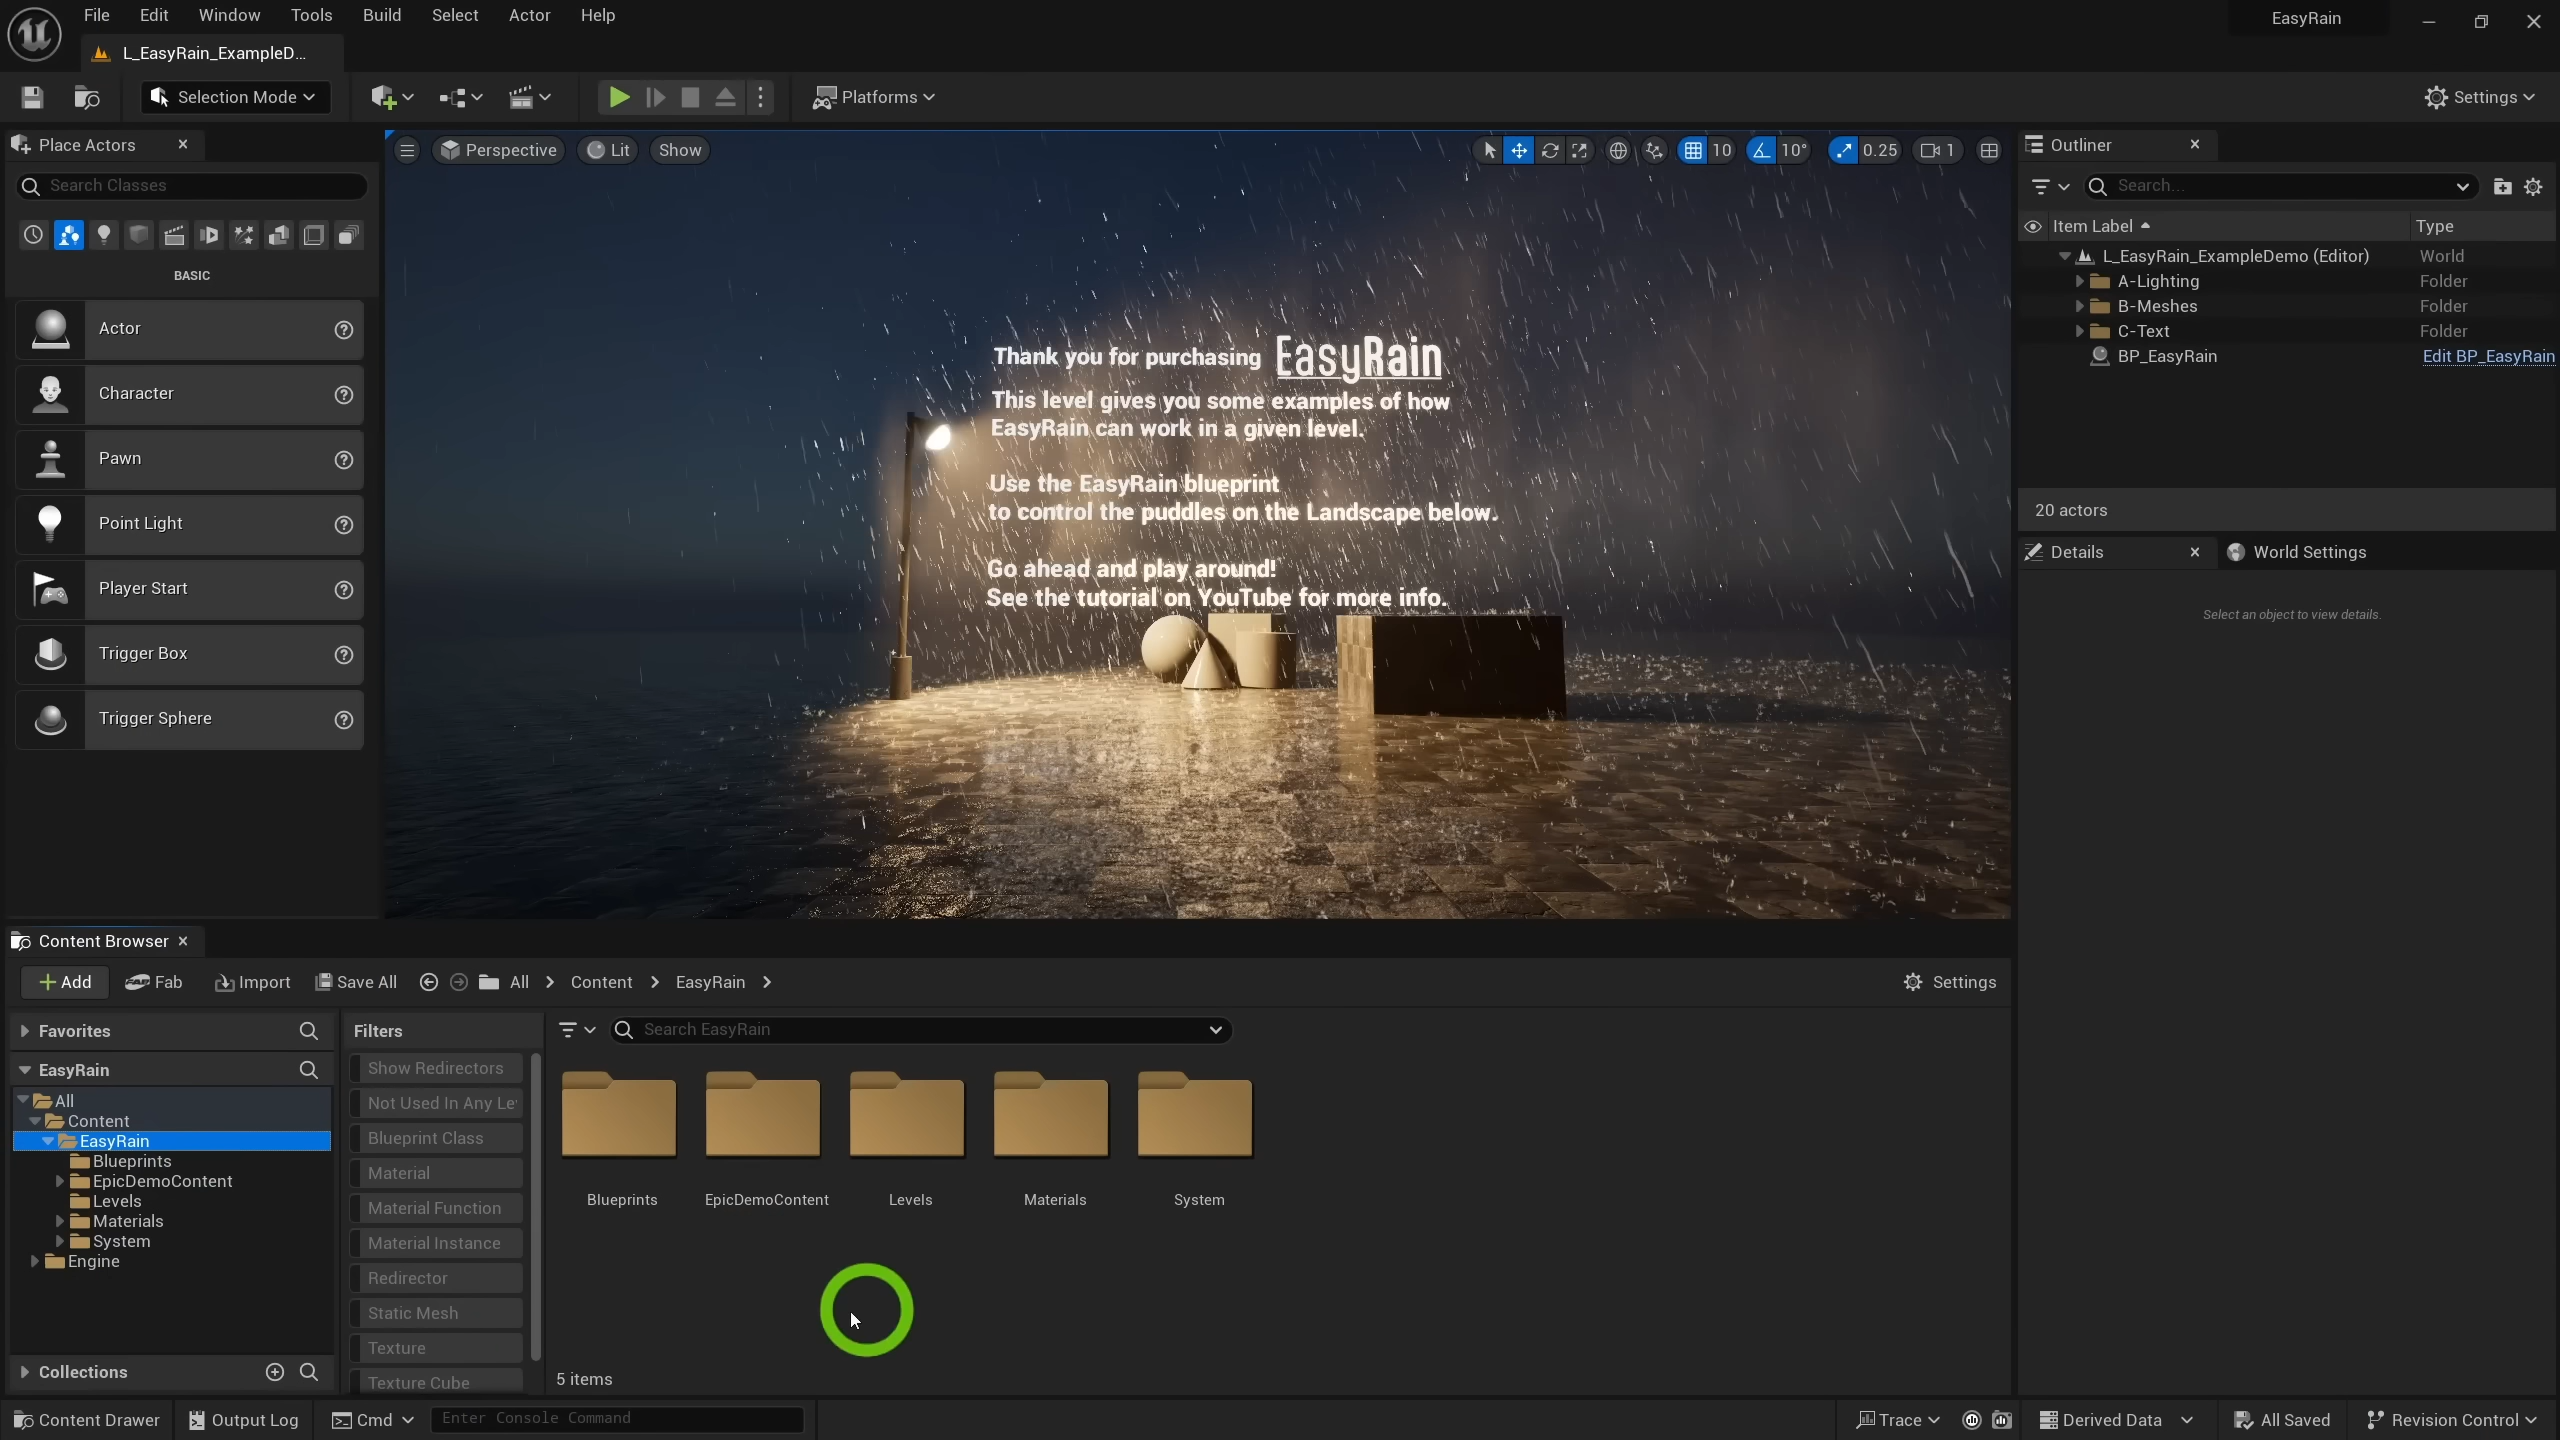 File Edit Window Tools Build Select Actor Help
EasyRain
L_EasyRain_ExampleD...
Selection Mode
Platforms
Settings
Place Actors
Search Classes
BASIC
Actor
Character
Pawn
Point Light
Player Start
Trigger Box
Trigger Sphere
Perspective Lit Show
10 10° 0.25 1
Thank you for purchasing EasyRain
This level gives you some examples of how
EasyRain can work in a given level.
Use the EasyRain blueprint
to control the puddles on the Landscape below.
Go ahead and play around!
See the tutorial on YouTube for more info.
Outliner
Search...
Item Label Type
L_EasyRain_ExampleDemo (Editor) World
A-Lighting Folder
B-Meshes Folder
C-Text Folder
BP_EasyRain Edit BP_EasyRain
20 actors
Details World Settings
Select an object to view details.
Content Browser
Add Fab Import Save All All Content EasyRain Settings
Favorites
EasyRain
All
Content
EasyRain
Blueprints
EpicDemoContent
Levels
Materials
System
Engine
Collections
Filters
Show Redirectors
Not Used In Any Le
Blueprint Class
Material
Material Function
Material Instance
Redirector
Static Mesh
Texture
Texture Cube
Search EasyRain
Blueprints EpicDemoContent Levels Materials System
5 items
Content Drawer Output Log Cmd Enter Console Command Trace Derived Data All Saved Revision Control